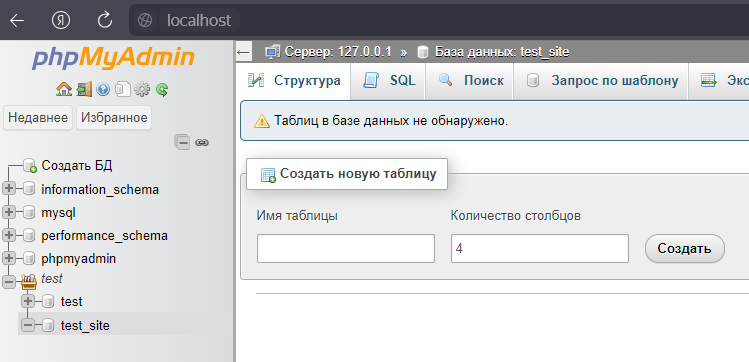 localhost
phpMyAdmin
Недавнее Избранное
Создать БД
information_schema
mysql
performance_schema
phpmyadmin
test
test
test_site
Сервер: 127.0.0.1 » База данных: test_site
Структура SQL Поиск Запрос по шаблону Экс
Таблиц в базе данных не обнаружено.
Создать новую таблицу
Имя таблицы Количество столбцов
4 Создать